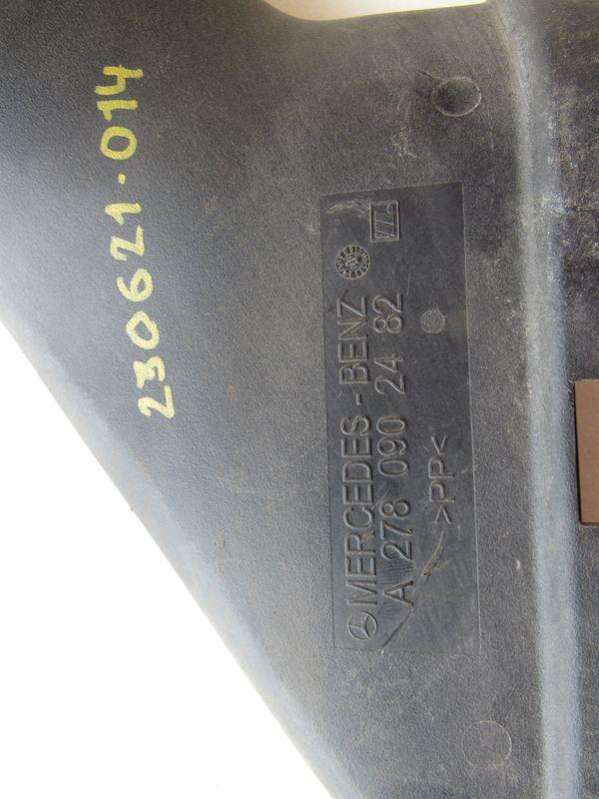 230621-014
MERCEDES-BENZ
A 278 090 24 82
>PP<